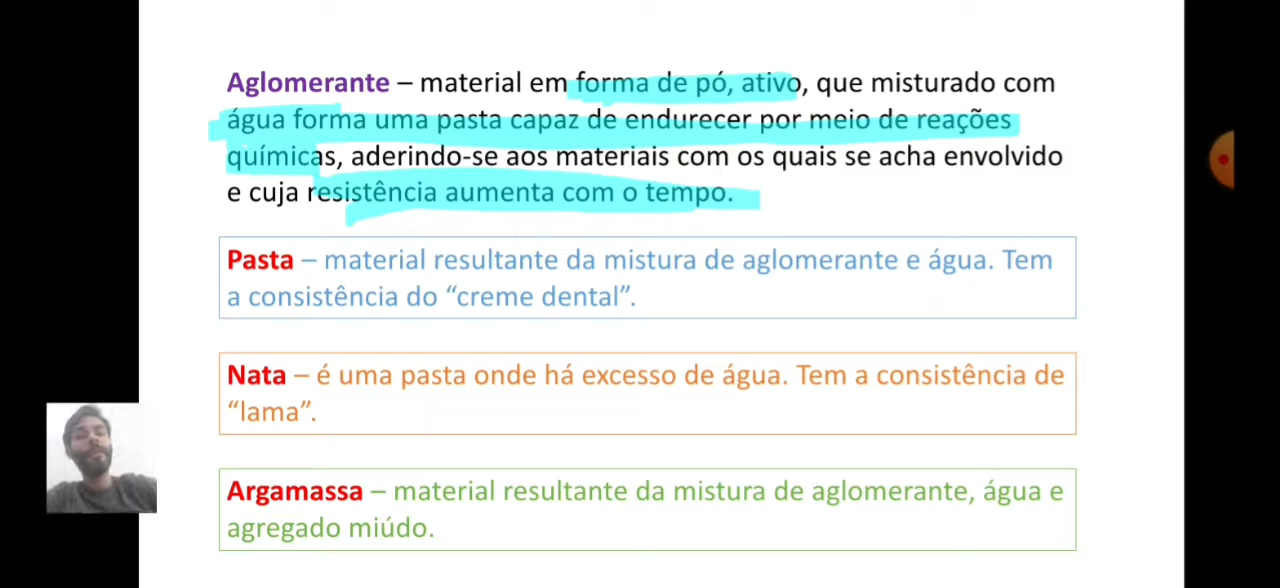 Aglomerante – material em forma de pó, ativo, que misturado com
água forma uma pasta capaz de endurecer por meio de reações
químicas, aderindo-se aos materiais com os quais se acha envolvido
e cuja resistência aumenta com o tempo.
Pasta – material resultante da mistura de aglomerante e água. Tem
a consistência do “creme dental”.
Nata – é uma pasta onde há excesso de água. Tem a consistência de
“lama”.
Argamassa – material resultante da mistura de aglomerante, água e
agregado miúdo.